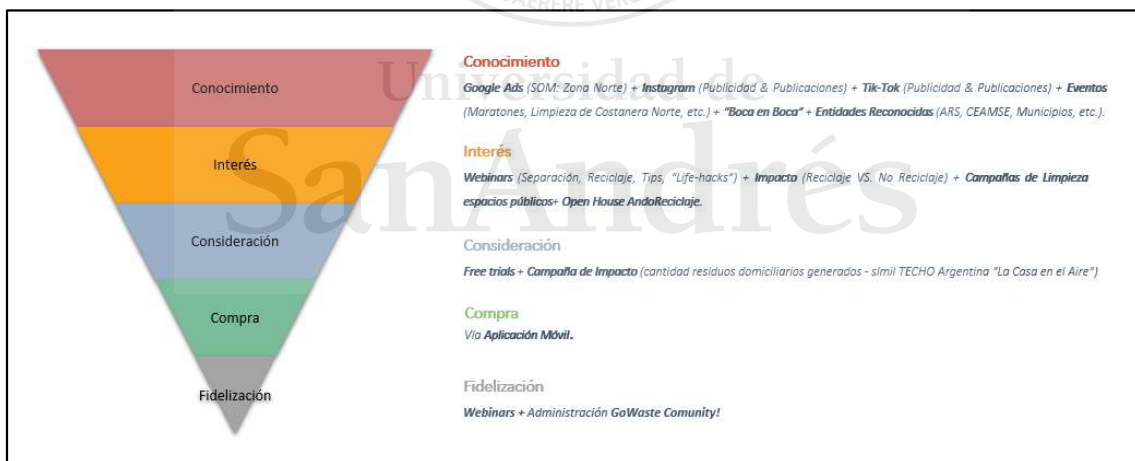 Conocimiento
Conocimiento
Google Ads (SOM: Zona Norte) + Instagram (Publicidad & Publicaciones) + Tik-Tok (Publicidad & Publicaciones) + Eventos
(Maratones, Limpieza de Costanera Norte, etc.) + "Boca en Boca" + Entidades Reconocidas (ARS, CEAMSE, Municipios, etc.).
Interés
Interés
Webinars (Separación, Reciclaje, Tips, "Life-hacks") + Impacto (Reciclaje VS. No Reciclaje) + Campañas de Limpieza
espacios públicos+ Open House AndoReciclaje.
Consideración
Consideración
Free trials + Campaña de Impacto (cantidad residuos domiciliarios generados - símil TECHO Argentina "La Casa en el Aire")
Compra
Compra
Vía Aplicación Móvil.
Fidelización
Fidelización
Webinars + Administración GoWaste Comunity!
Universidad de
SanAndrés